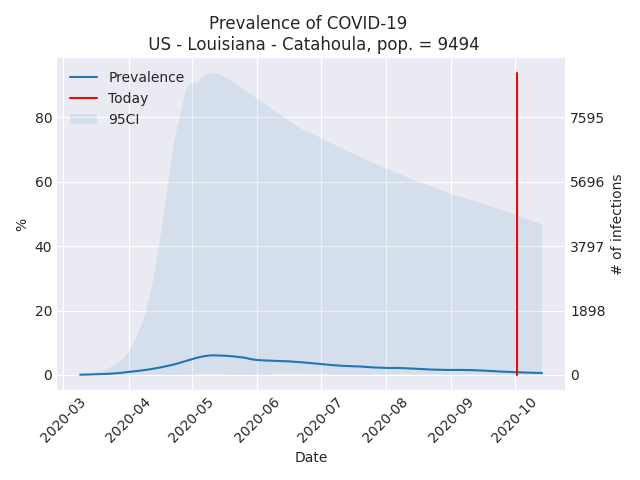 Prevalence of COVID-19
US - Louisiana - Catahoula, pop. = 9494
Prevalence
Today
95CI
80
60
40
20
0
%
7595
5696
3797
1898
0
# of infections
2020-03
2020-04
2020-05
2020-06
2020-07
2020-08
2020-09
2020-10
Date